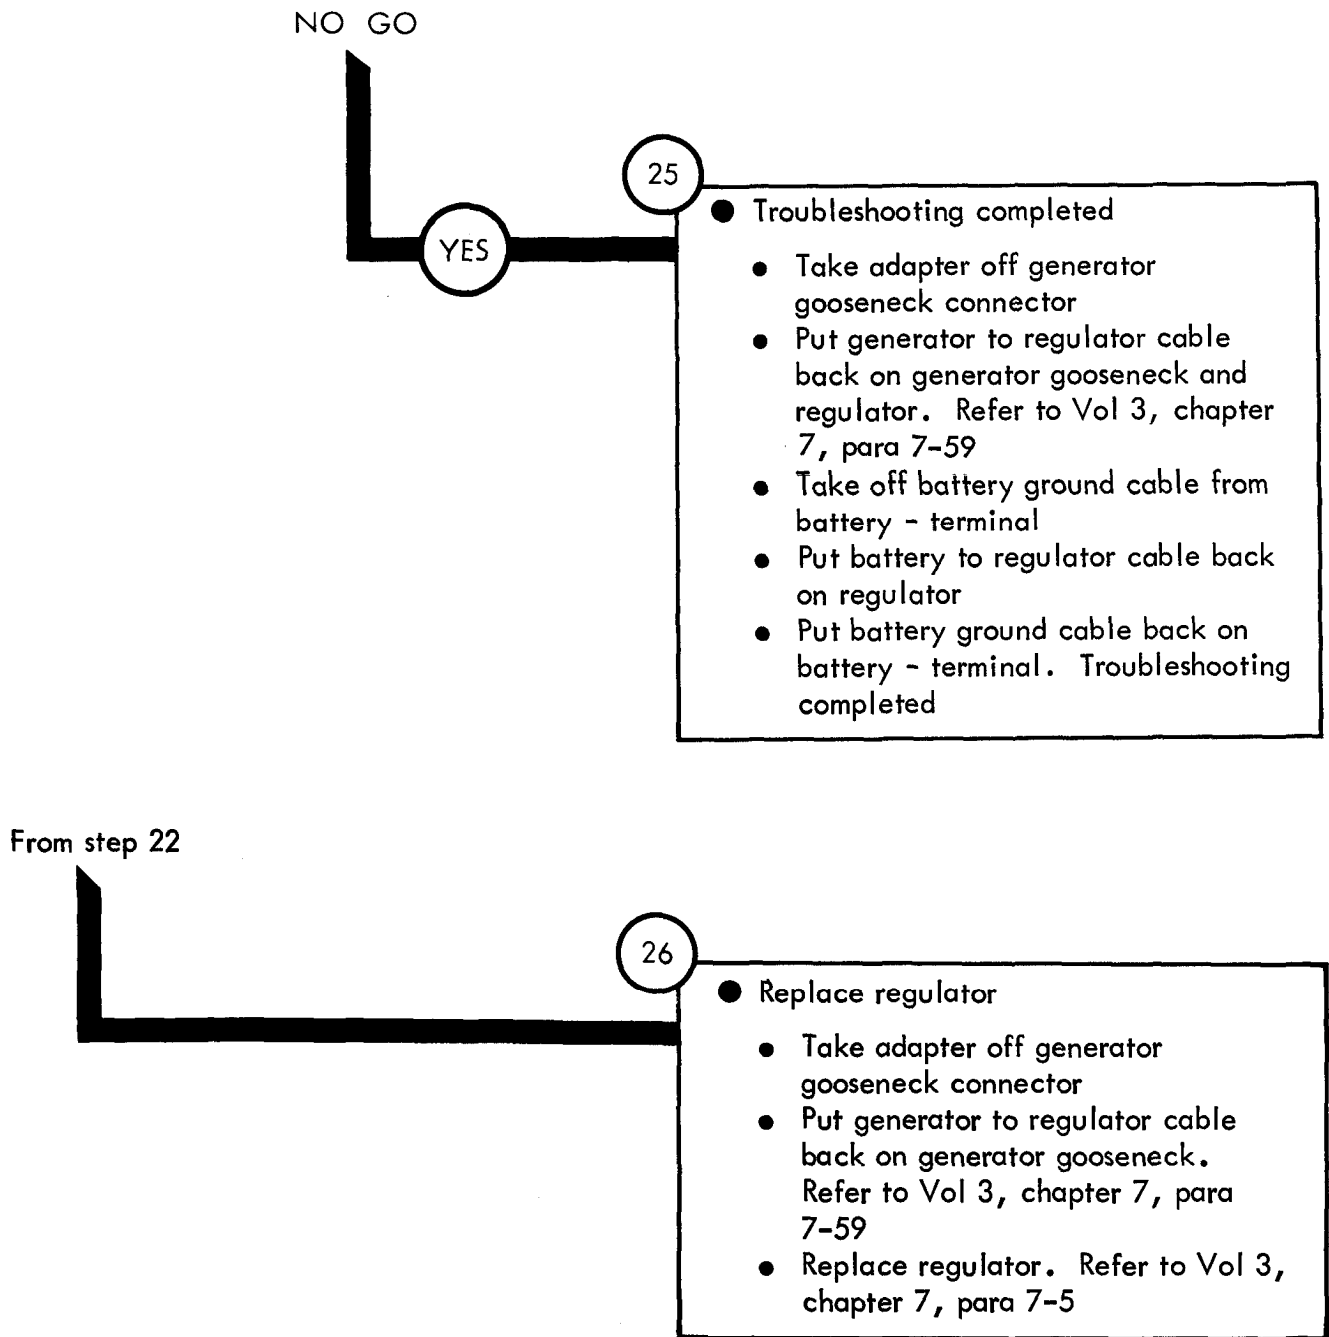 NO GO
YES
25
● Troubleshooting completed
● Take adapter off generator
gooseneck connector
● Put generator to regulator cable
back on generator gooseneck and
regulator. Refer to Vol 3, chapter
7, para 7-59
● Take off battery ground cable from
battery - terminal
● Put battery to regulator cable back
on regulator
● Put battery ground cable back on
battery - terminal. Troubleshooting
completed
From step 22
26
● Replace regulator
● Take adapter off generator
gooseneck connector
● Put generator to regulator cable
back on generator gooseneck.
Refer to Vol 3, chapter 7, para
7-59
● Replace regulator. Refer to Vol 3,
chapter 7, para 7-5